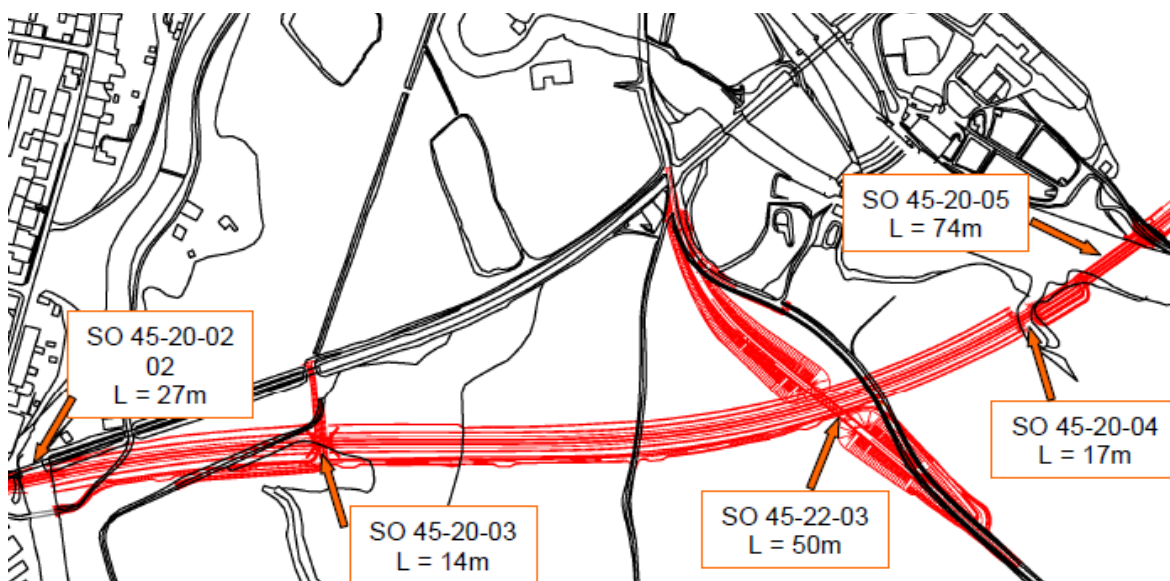 SO 45-20-05
L = 74m
SO 45-20-02
02
L = 27m
SO 45-20-04
L = 17m
SO 45-22-03
L = 50m
SO 45-20-03
L = 14m